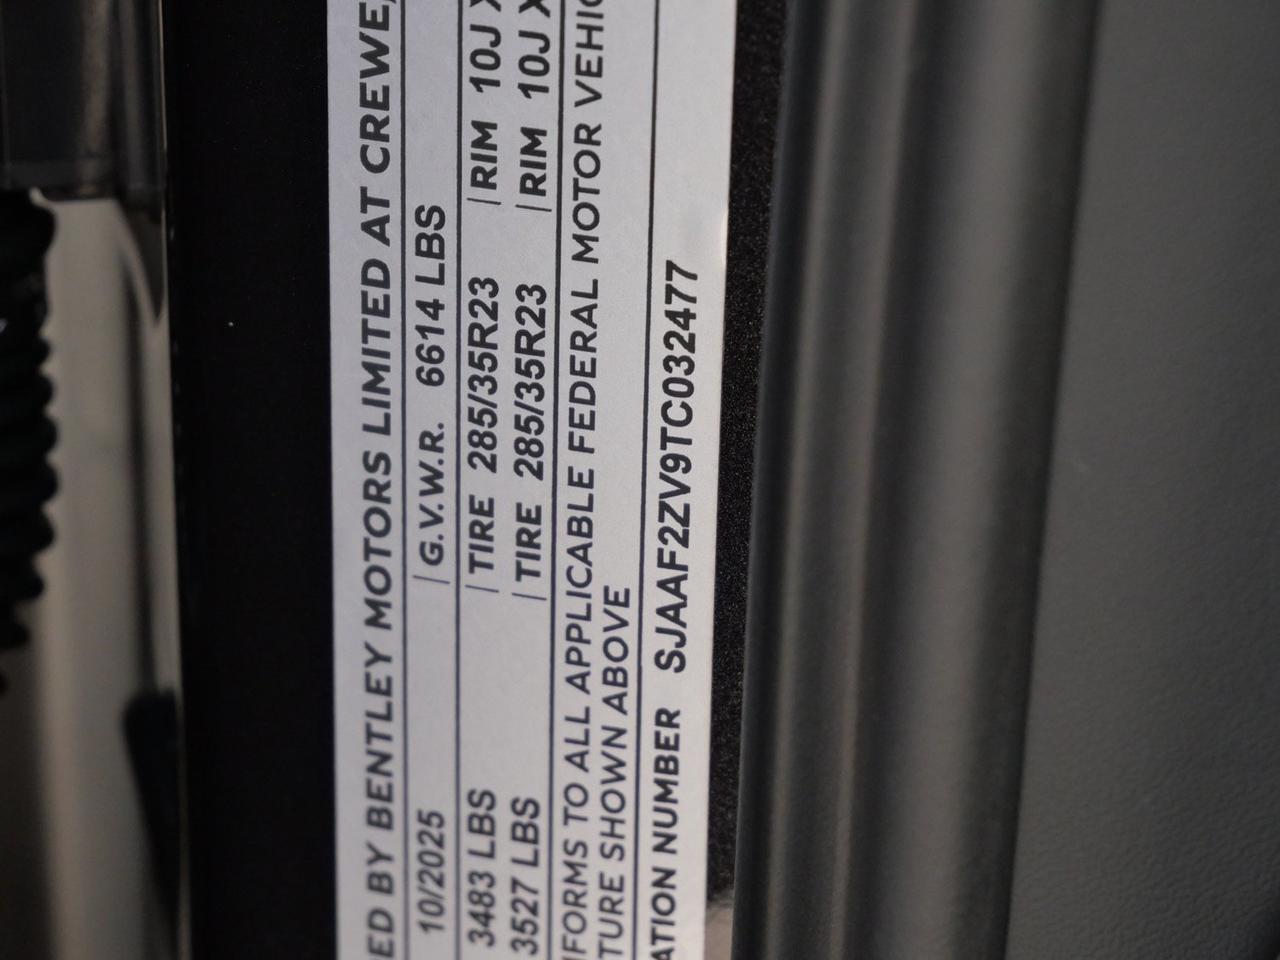 ED BY BENTLEY MOTORS LIMITED AT CREWE,
10/2025 | G.V.W.R. 6614 LBS
3483 LBS | TIRE 285/35R23 | RIM 10J X
3527 LBS | TIRE 285/35R23 | RIM 10J X
IFORMS TO ALL APPLICABLE FEDERAL MOTOR VEHIC
TURE SHOWN ABOVE
ATION NUMBER SJAAF2ZV9TC032477